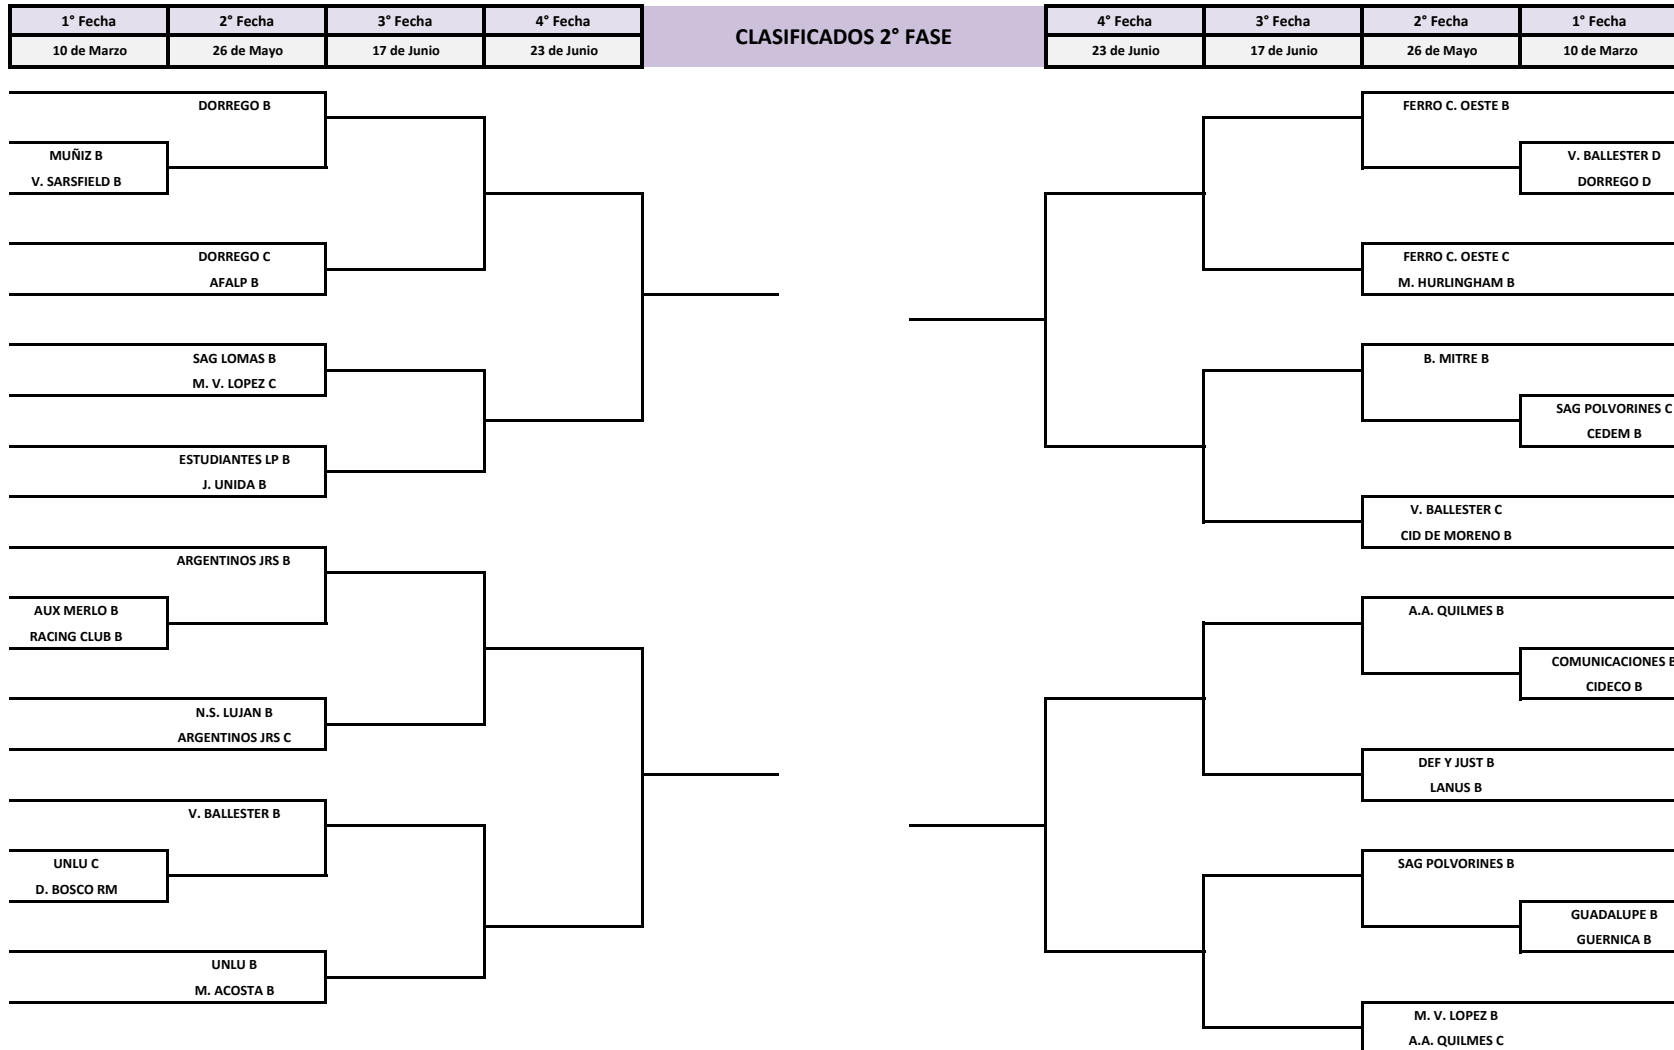 1° Fecha 2° Fecha 3° Fecha 4° Fecha CLASIFICADOS 2° FASE 4° Fecha 3° Fecha 2° Fecha 1° Fecha
10 de Marzo 26 de Mayo 17 de Junio 23 de Junio 23 de Junio 17 de Junio 26 de Mayo 10 de Marzo
DORREGO B
MUÑIZ B
V. SARSFIELD B
DORREGO C
AFALP B
SAG LOMAS B
M. V. LOPEZ C
ESTUDIANTES LP B
J. UNIDA B
ARGENTINOS JRS B
AUX MERLO B
RACING CLUB B
N.S. LUJAN B
ARGENTINOS JRS C
V. BALLESTER B
UNLU C
D. BOSCO RM
UNLU B
M. ACOSTA B
FERRO C. OESTE B
V. BALLESTER D
DORREGO D
FERRO C. OESTE C
M. HURLINGHAM B
B. MITRE B
SAG POLVORINES C
CEDEM B
V. BALLESTER C
CID DE MORENO B
A.A. QUILMES B
COMUNICACIONES B
CIDECO B
DEF Y JUST B
LANUS B
SAG POLVORINES B
GUADALUPE B
GUERNICA B
M. V. LOPEZ B
A.A. QUILMES C